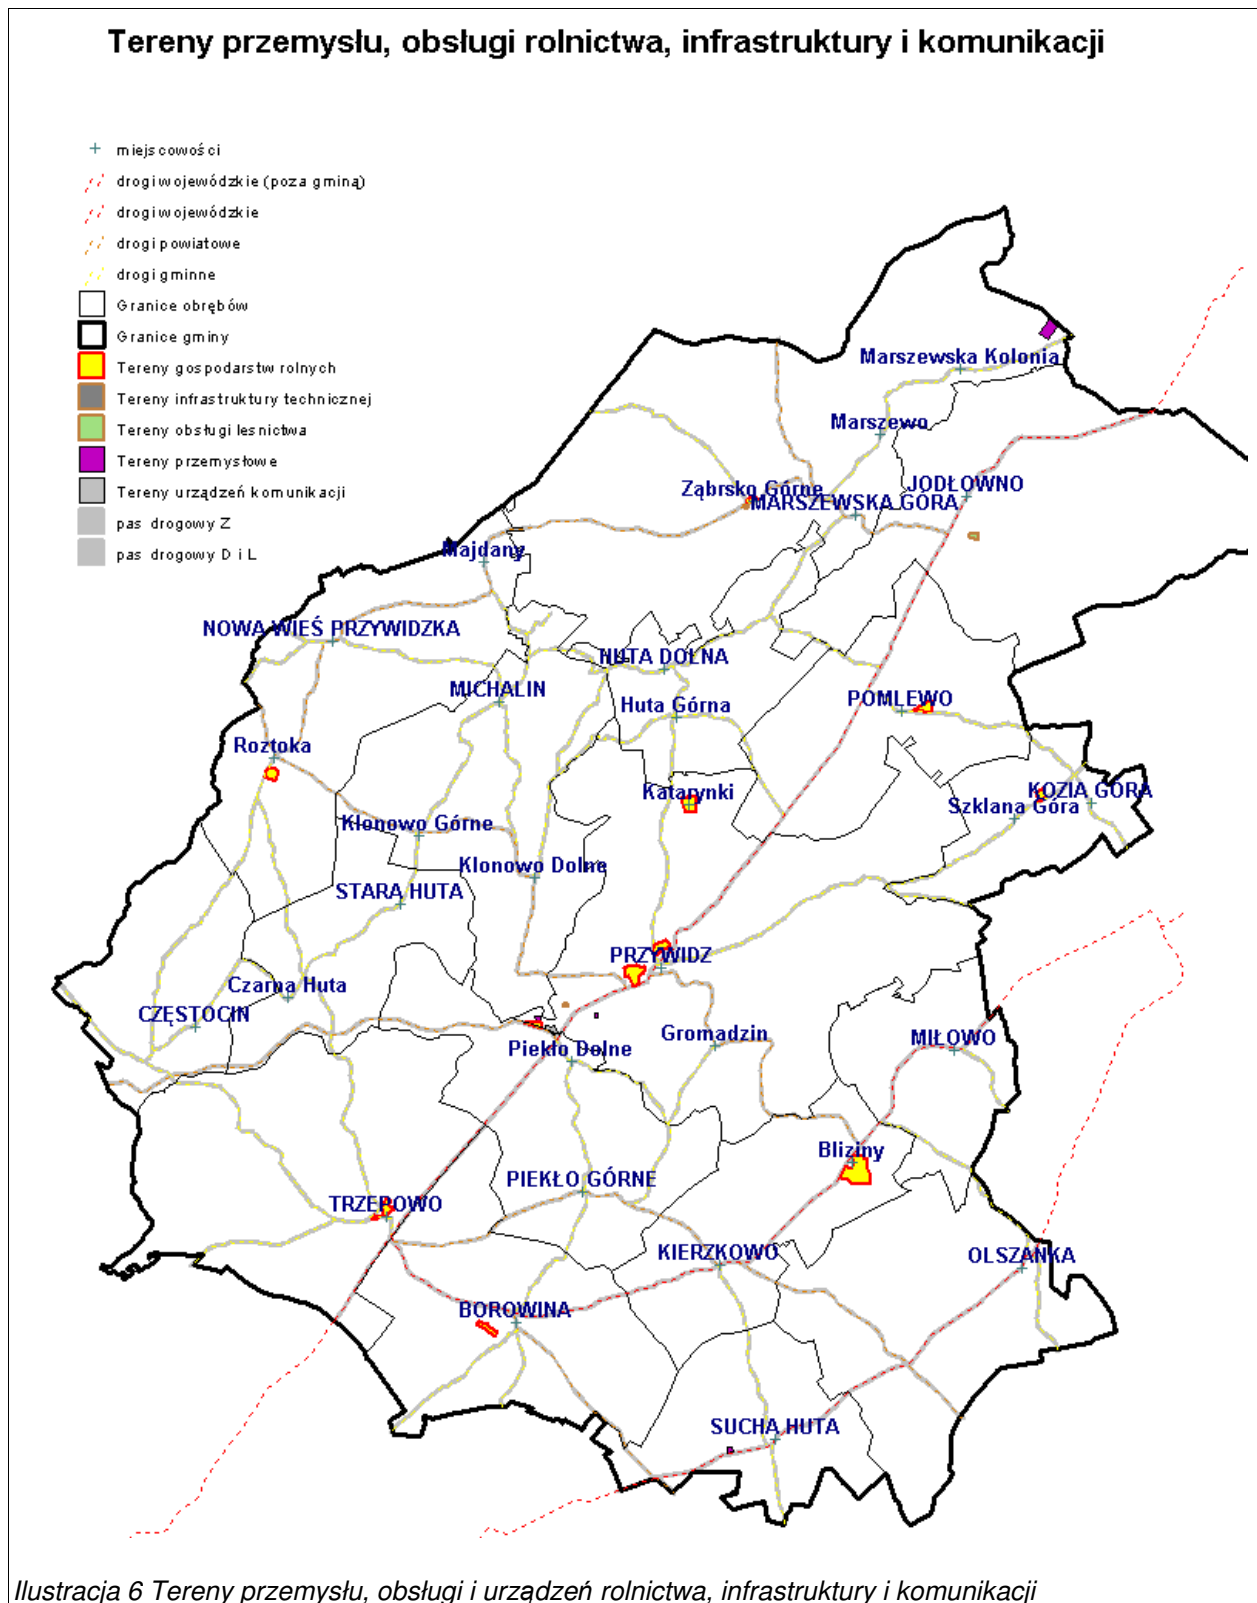 Tereny przemysłu, obsługi rolnictwa, infrastruktury i komunikacji
miejscowości
drogi wojewódzkie (poza gminą)
drogi wojewódzkie
drogi powiatowe
drogi gminne
Granice obrębów
Granice gminy
Tereny gospodarstw rolnych
Tereny infrastruktury technicznej
Tereny obsługi lesnictwa
Tereny przemysłowe
Tereny urządzeń komunikacji
pas drogowy Z
pas drogowy D i L
Marszewska Kolonia
Marszewo
Ząbrsko Górne
JODŁOWNO
MARSZEWSKA GÓRA
Majdany
NOWA WIEŚ PRZYWIDZKA
HUTA DOLNA
MICHALIN
Huta Górna
POMLEWO
Roztoka
Katarynki
KOZIA GÓRA
Szklana Góra
Klonowo Górne
Klonowo Dolne
STARA HUTA
PRZYWIDZ
Czarna Huta
CZĘSTOCIN
Gromadzin
MIŁOWO
Piekło Dolne
Bliziny
PIEKŁO GÓRNE
TRZEPOWO
KIERZKOWO
OLSZANKA
BOROWINA
SUCHA HUTA
Ilustracja 6 Tereny przemysłu, obsługi i urządzeń rolnictwa, infrastruktury i komunikacji